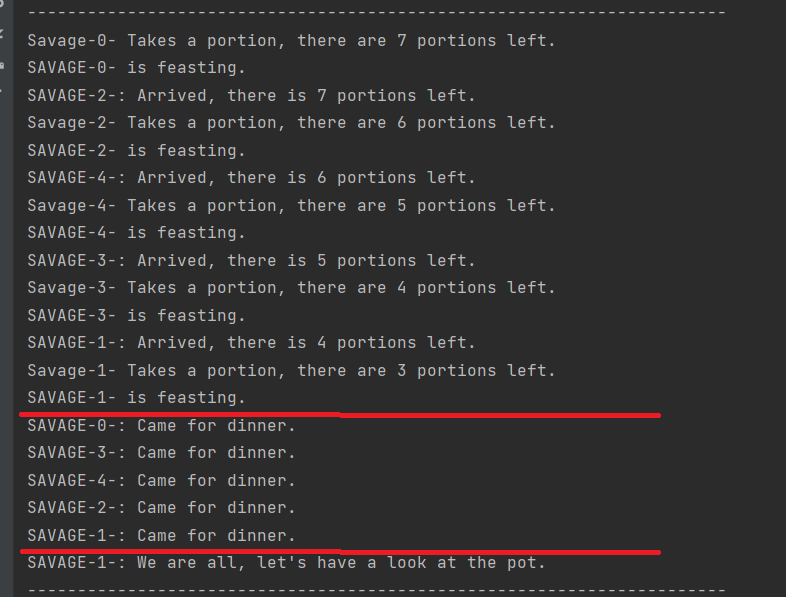 ----------------------------------------------------------------------
Savage-0- Takes a portion, there are 7 portions left.
SAVAGE-0- is feasting.
SAVAGE-2-: Arrived, there is 7 portions left.
Savage-2- Takes a portion, there are 6 portions left.
SAVAGE-2- is feasting.
SAVAGE-4-: Arrived, there is 6 portions left.
Savage-4- Takes a portion, there are 5 portions left.
SAVAGE-4- is feasting.
SAVAGE-3-: Arrived, there is 5 portions left.
Savage-3- Takes a portion, there are 4 portions left.
SAVAGE-3- is feasting.
SAVAGE-1-: Arrived, there is 4 portions left.
Savage-1- Takes a portion, there are 3 portions left.
SAVAGE-1- is feasting.
SAVAGE-0-: Came for dinner.
SAVAGE-3-: Came for dinner.
SAVAGE-4-: Came for dinner.
SAVAGE-2-: Came for dinner.
SAVAGE-1-: Came for dinner.
SAVAGE-1-: We are all, let's have a look at the pot.
----------------------------------------------------------------------